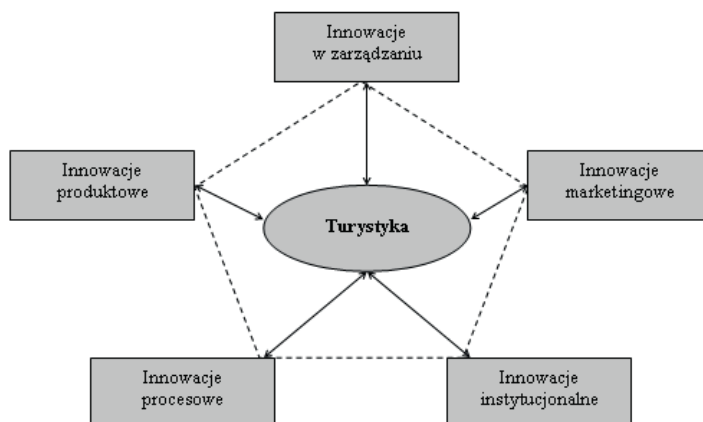 Innowacje
w zarządzaniu
Innowacje
produktowe
Innowacje
marketingowe
Turystyka
Innowacje
procesowe
Innowacje
instytucjonalne